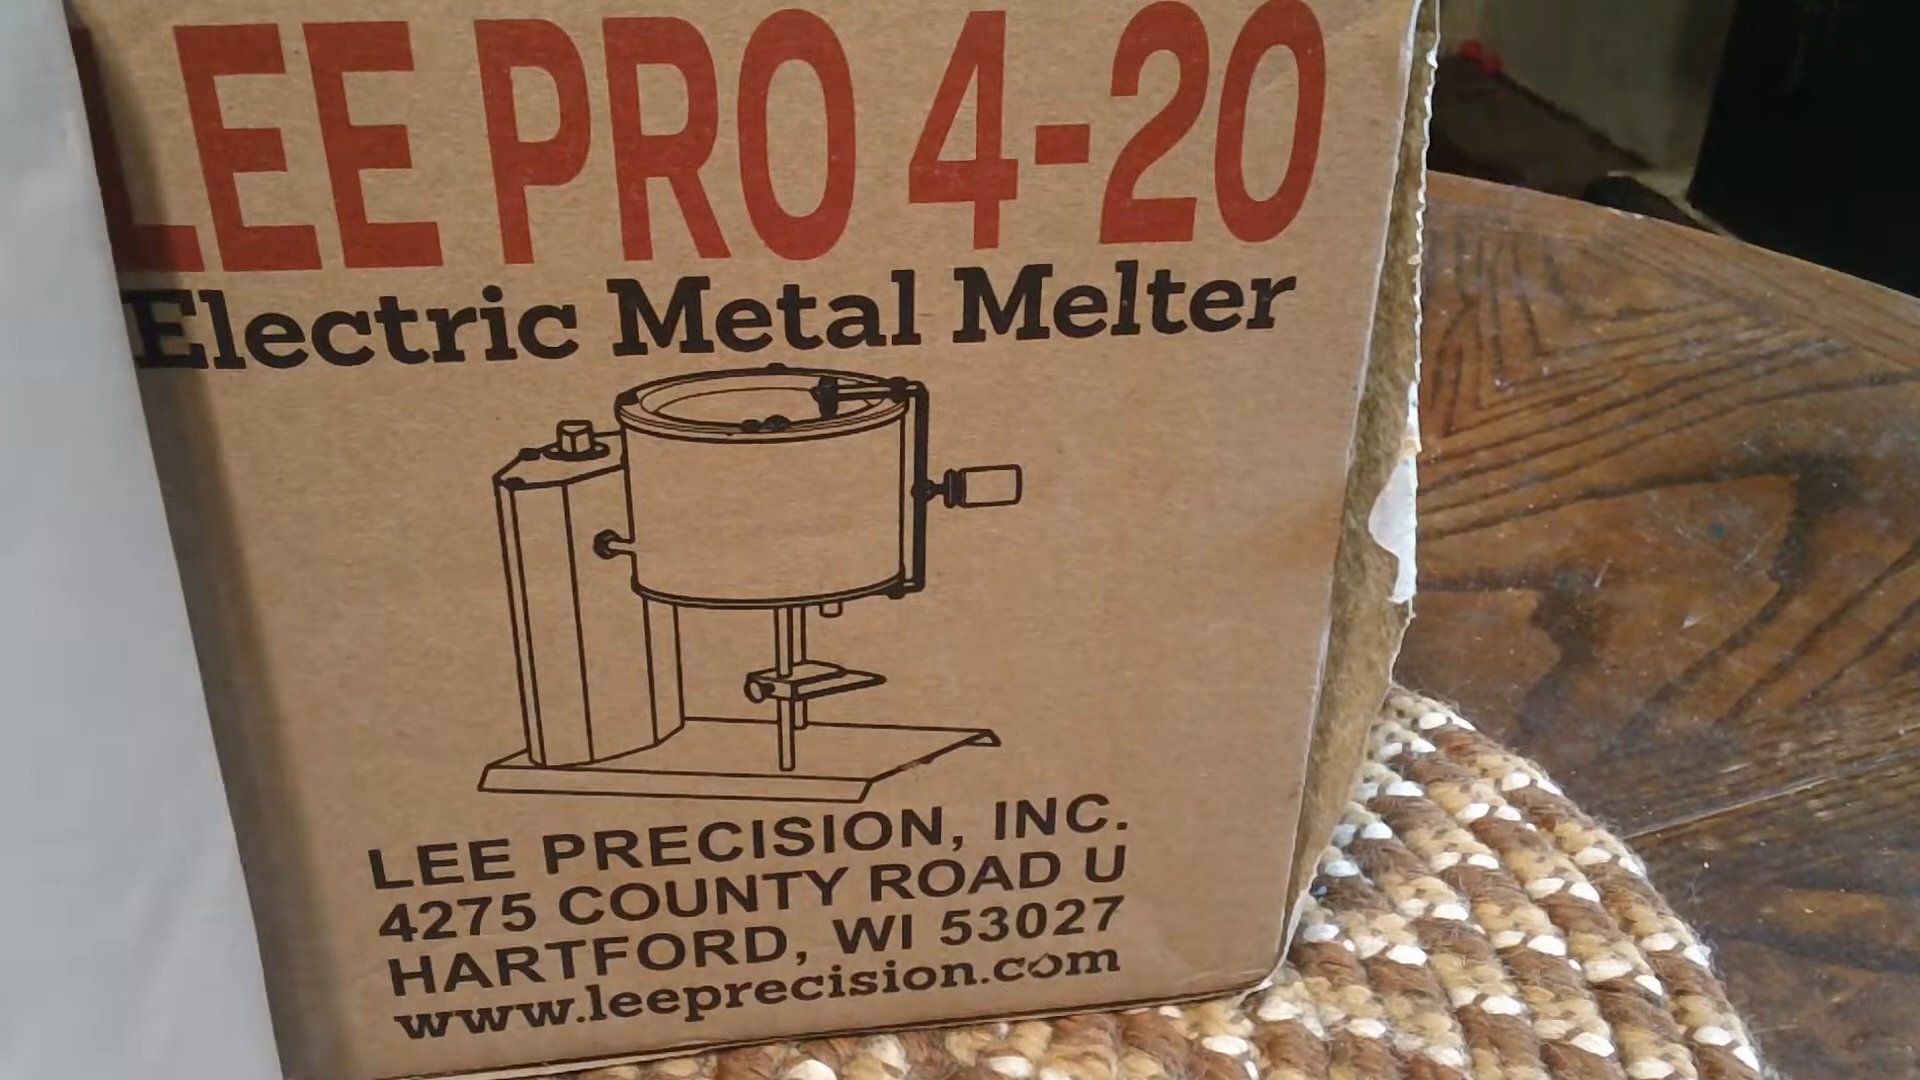 LEE PRO 4-20
Electric Metal Melter
LEE PRECISION, INC.
4275 COUNTY ROAD U
HARTFORD, WI 53027
www.leeprecision.com